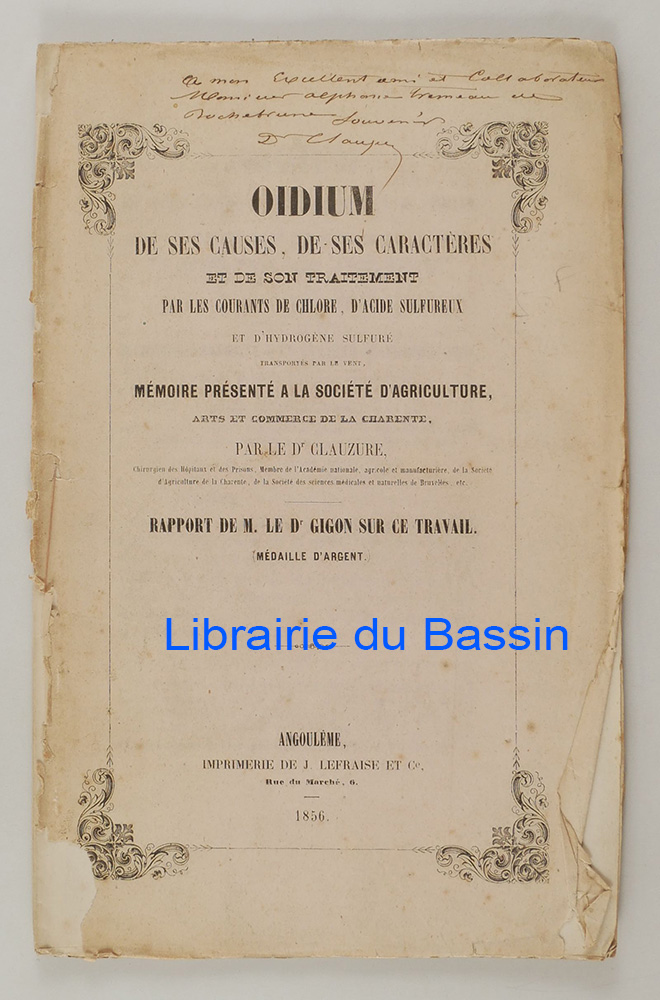 A mon Excellent ami et Collaborateur
Monsieur alphonse tremeau de
Rochebrune Souvenir
Dr Clauzure
OIDIUM
DE SES CAUSES, DE SES CARACTÈRES
ET DE SON TRAITEMENT
PAR LES COURANTS DE CHLORE, D'ACIDE SULFUREUX
ET D'HYDROGÈNE SULFURÉ
TRANSPORTÉS PAR LE VENT,
MÉMOIRE PRÉSENTÉ A LA SOCIÉTÉ D'AGRICULTURE,
ARTS ET COMMERCE DE LA CHARENTE,
PAR LE Dr CLAUZURE,
Chirurgien des Hôpitaux et des Prisons, Membre de l'Académie nationale, agricole et manufacturière, de la Société
d'Agriculture de la Charente, de la Société des sciences médicales et naturelles de Bruxelles, etc.
RAPPORT DE M. LE Dr GIGON SUR CE TRAVAIL.
(MÉDAILLE D'ARGENT.)
Librairie du Bassin
ANGOULÊME,
IMPRIMERIE DE J. LEFRAISE ET Ce,
Rue du Marché, 6.
1856.